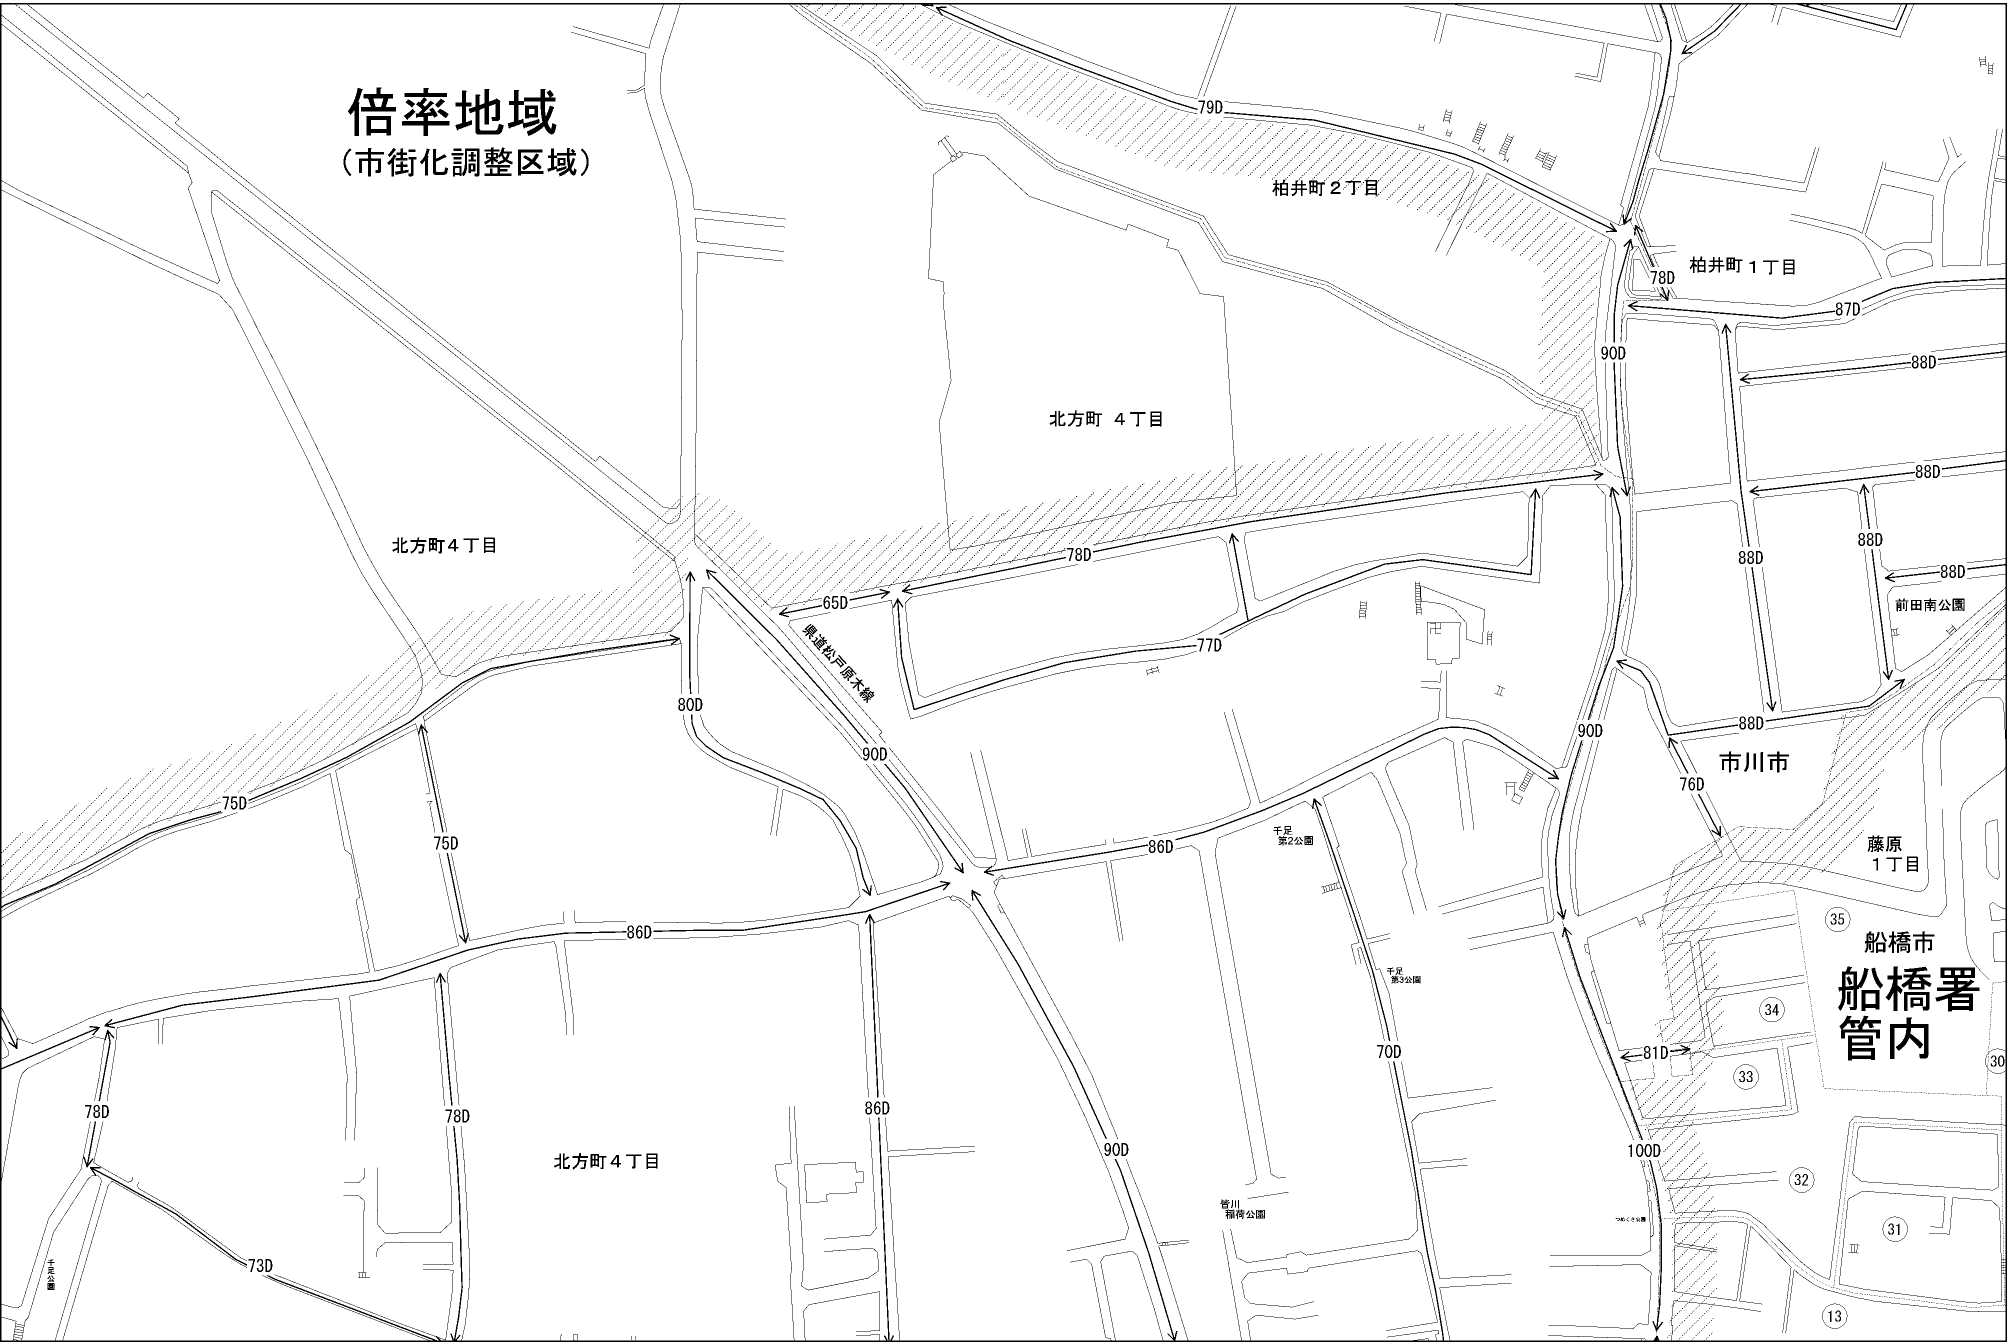 倍率地域
（市街化調整区域）
79D
柏井町２丁目
柏井町１丁目
78D
87D
90D
88D
北方町 ４丁目
88D
北方町４丁目
78D
88D
88D
88D
前田南公園
65D
県道松戸原木線
77D
80D
90D
90D
88D
市川市
76D
75D
75D
86D
千足
第2公園
藤原
１丁目
35
船橋市
船橋署
管内
86D
千足
第3公園
34
70D
81D
33
30
78D
78D
86D
90D
100D
北方町４丁目
32
皆川
稲荷公園
つめくさ公園
31
73D
千足公園
13